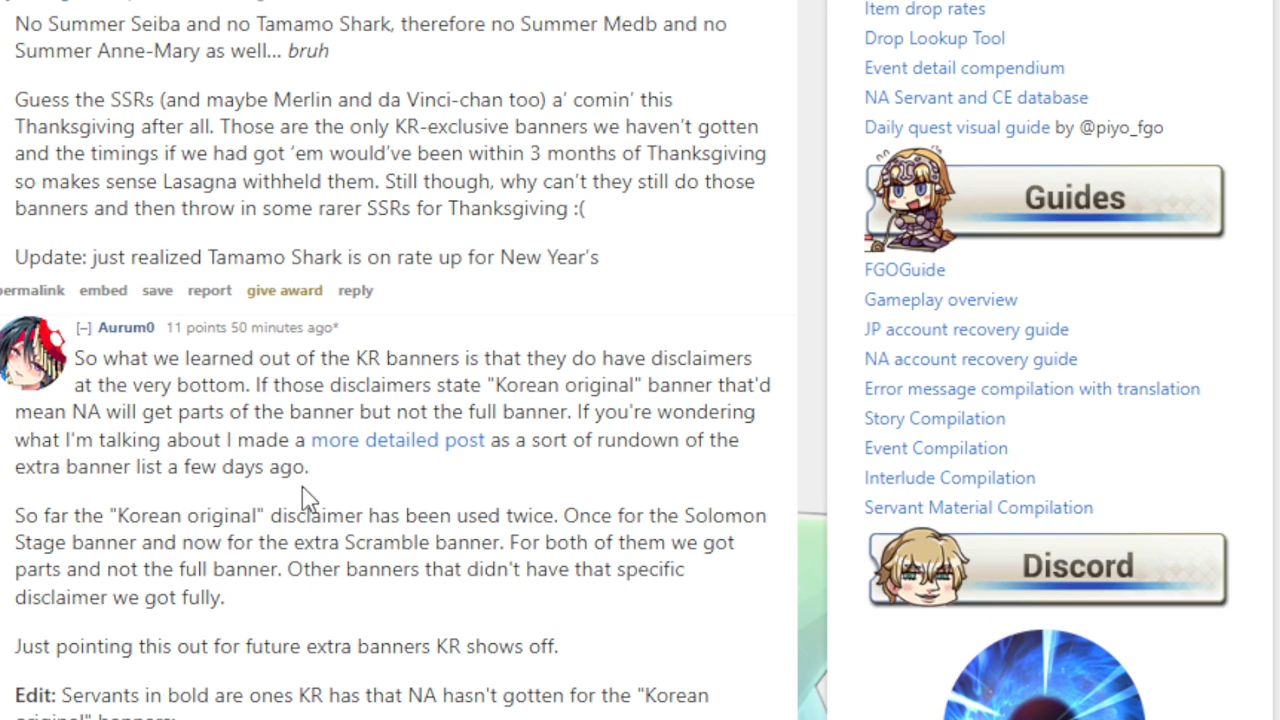 No Summer Seiba and no Tamamo Shark, therefore no Summer Medb and no
Summer Anne-Mary as well... bruh
Guess the SSRs (and maybe Merlin and da Vinci-chan too) a’ comin’ this
Thanksgiving after all. Those are the only KR-exclusive banners we haven’t gotten
and the timings if we had got ‘em would’ve been within 3 months of Thanksgiving
so makes sense Lasagna withheld them. Still though, why can’t they still do those
banners and then throw in some rarer SSRs for Thanksgiving :(
Update: just realized Tamamo Shark is on rate up for New Year’s
permalink embed save report give award reply
[–] Aurum0 11 points 50 minutes ago*
So what we learned out of the KR banners is that they do have disclaimers
at the very bottom. If those disclaimers state "Korean original" banner that'd
mean NA will get parts of the banner but not the full banner. If you're wondering
what I'm talking about I made a more detailed post as a sort of rundown of the
extra banner list a few days ago.
So far the "Korean original" disclaimer has been used twice. Once for the Solomon
Stage banner and now for the extra Scramble banner. For both of them we got
parts and not the full banner. Other banners that didn't have that specific
disclaimer we got fully.
Just pointing this out for future extra banners KR shows off.
Edit: Servants in bold are ones KR has that NA hasn't gotten for the "Korean
original" banners:
Item drop rates
Drop Lookup Tool
Event detail compendium
NA Servant and CE database
Daily quest visual guide by @piyo_fgo
Guides
FGOGuide
Gameplay overview
JP account recovery guide
NA account recovery guide
Error message compilation with translation
Story Compilation
Event Compilation
Interlude Compilation
Servant Material Compilation
Discord